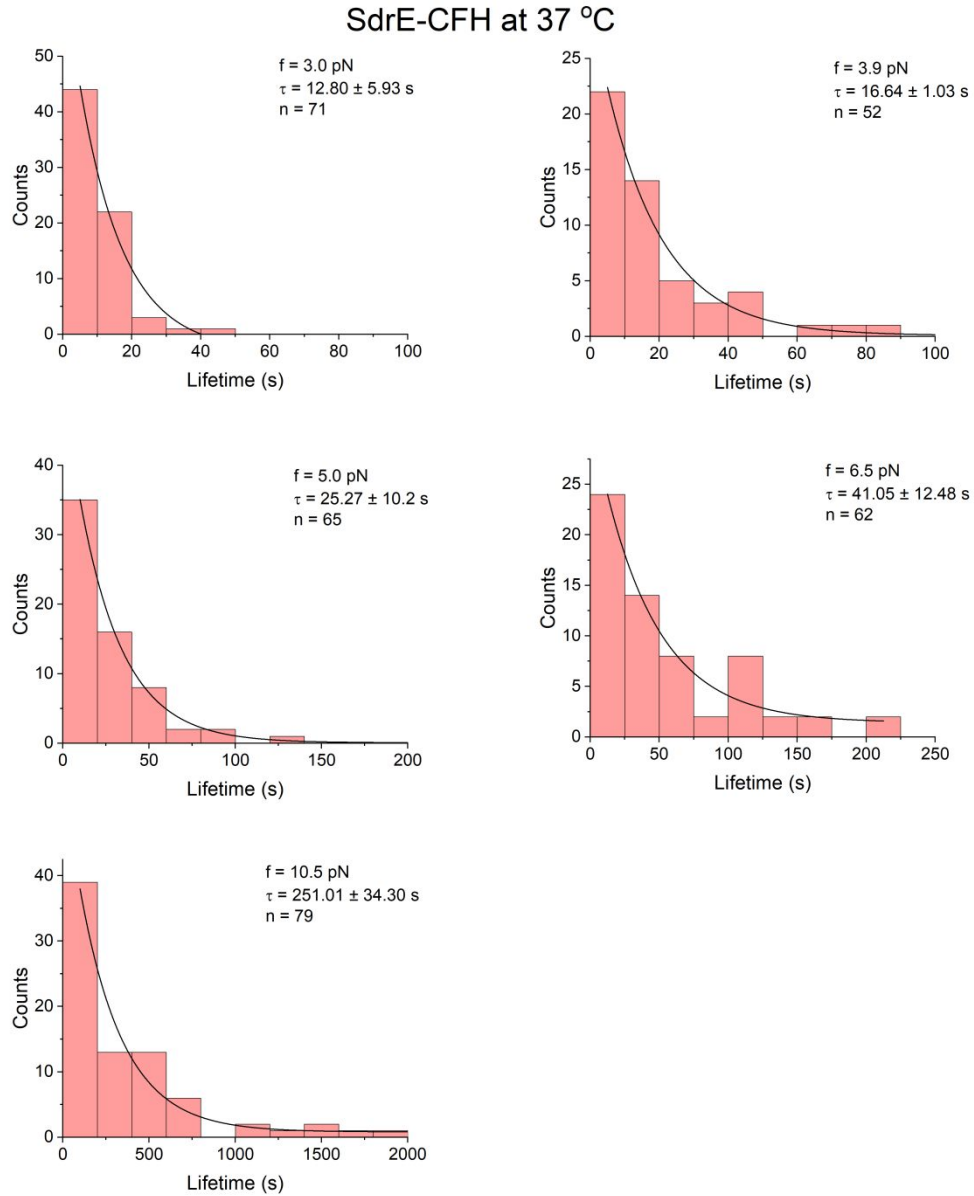 SdrE-CFH at 37 °C
f = 3.0 pN
τ = 12.80 ± 5.93 s
n = 71
Counts
50
40
30
20
10
0
0 20 40 60 80 100
Lifetime (s)
f = 3.9 pN
τ = 16.64 ± 1.03 s
n = 52
Counts
25
20
15
10
5
0
0 20 40 60 80 100
Lifetime (s)
f = 5.0 pN
τ = 25.27 ± 10.2 s
n = 65
Counts
40
30
20
10
0
0 50 100 150 200
Lifetime (s)
f = 6.5 pN
τ = 41.05 ± 12.48 s
n = 62
Counts
25
20
15
10
5
0
0 50 100 150 200 250
Lifetime (s)
f = 10.5 pN
τ = 251.01 ± 34.30 s
n = 79
Counts
40
30
20
10
0
0 500 1000 1500 2000
Lifetime (s)